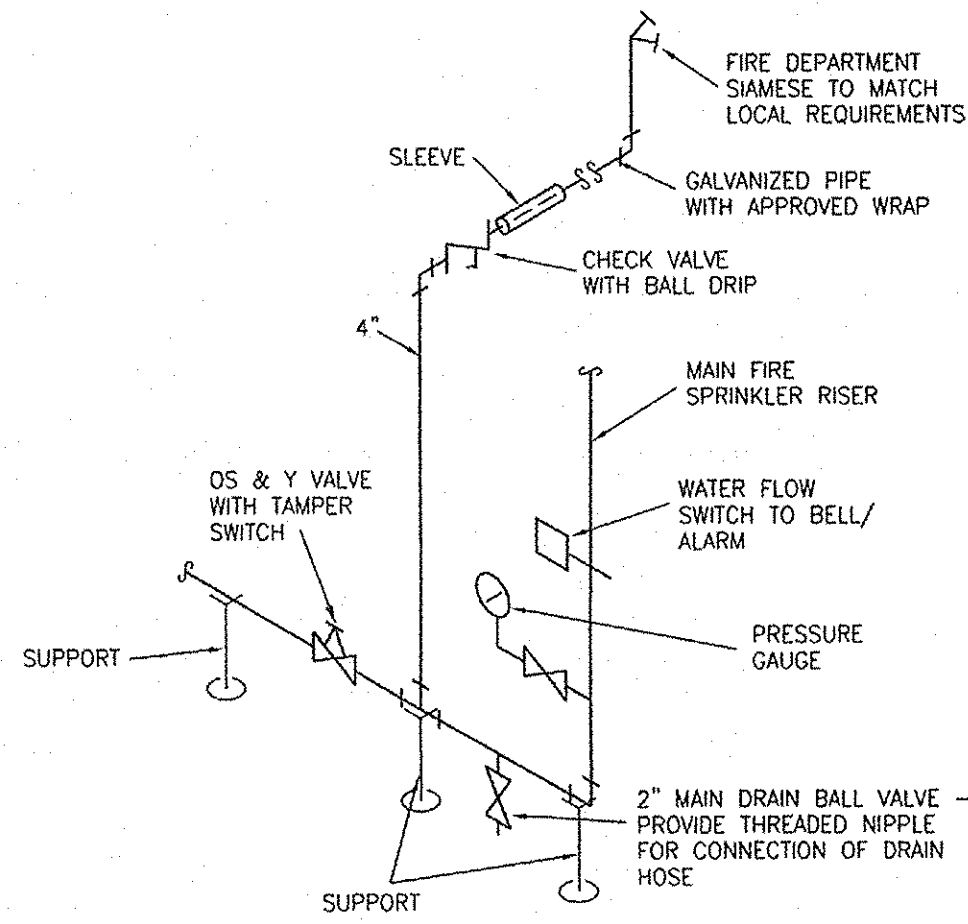 FIRE DEPARTMENT
SIAMESE TO MATCH
LOCAL REQUIREMENTS
SLEEVE
GALVANIZED PIPE
WITH APPROVED WRAP
CHECK VALVE
WITH BALL DRIP
4"
MAIN FIRE
SPRINKLER RISER
OS & Y VALVE
WITH TAMPER
SWITCH
WATER FLOW
SWITCH TO BELL/
ALARM
SUPPORT
PRESSURE
GAUGE
2" MAIN DRAIN BALL VALVE –
PROVIDE THREADED NIPPLE
FOR CONNECTION OF DRAIN
HOSE
SUPPORT